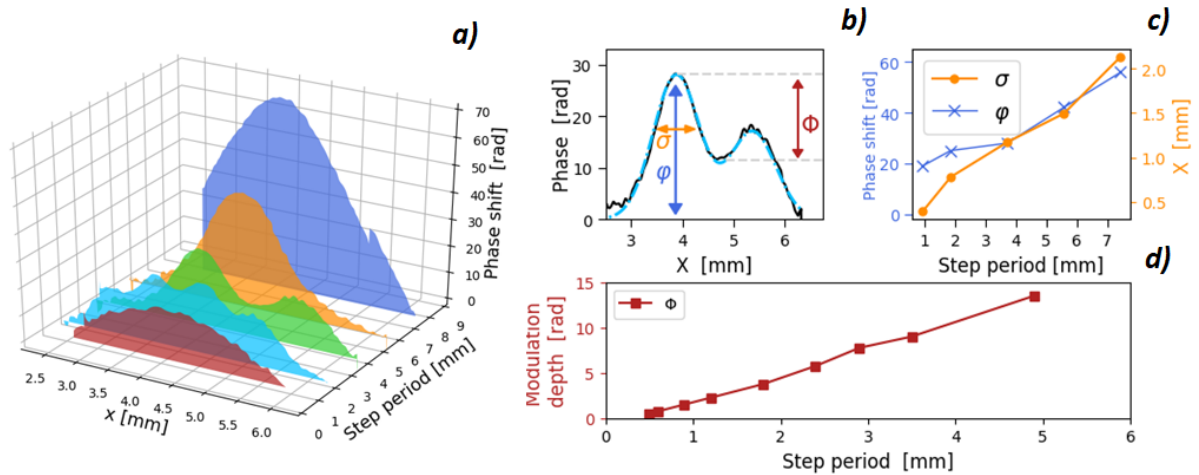 a)
Phase shift [rad]
70
60
50
40
30
20
10
0
x [mm]
2.5
3.0
3.5
4.0
4.5
5.0
5.5
6.0
Step period [mm]
0
1
2
3
4
5
6
7
8
9
b)
Phase [rad]
30
20
10
0
σ
φ
Φ
3
4
5
6
X [mm]
c)
Phase shift [rad]
60
40
20
0
σ
φ
2.0
1.5
1.0
0.5
X [mm]
1
2
3
4
5
6
7
Step period [mm]
d)
Modulation
depth [rad]
15
10
5
0
Φ
0
1
2
3
4
5
6
Step period [mm]